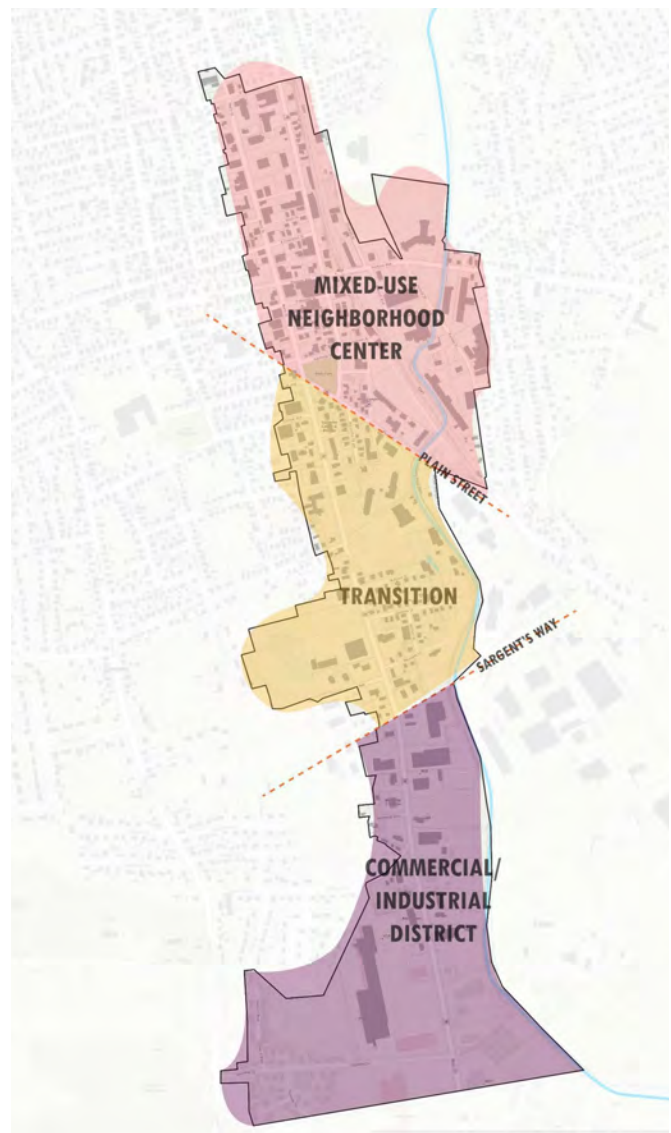 MIXED-USE
NEIGHBORHOOD
CENTER
PLAIN STREET
TRANSITION
SARGENT'S WAY
COMMERCIAL/
INDUSTRIAL
DISTRICT